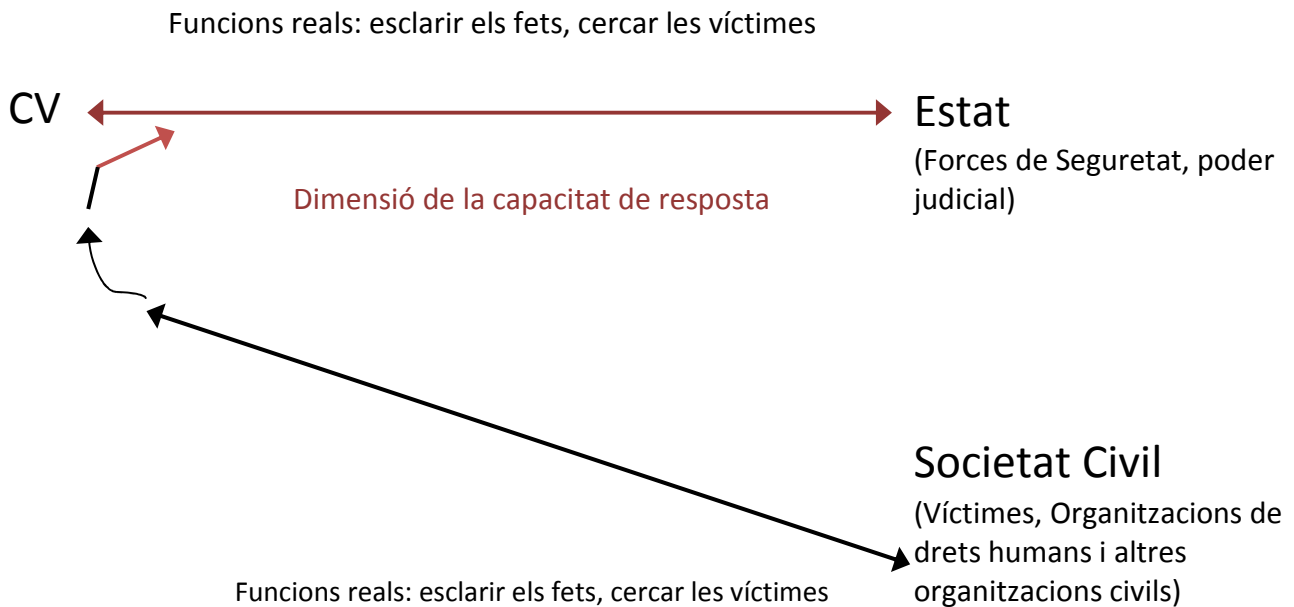 Funcions reals: esclarir els fets, cercar les víctimes
CV
Estat
(Forces de Seguretat, poder
judicial)
Dimensió de la capacitat de resposta
Societat Civil
(Víctimes, Organitzacions de
drets humans i altres
organitzacions civils)
Funcions reals: esclarir els fets, cercar les víctimes